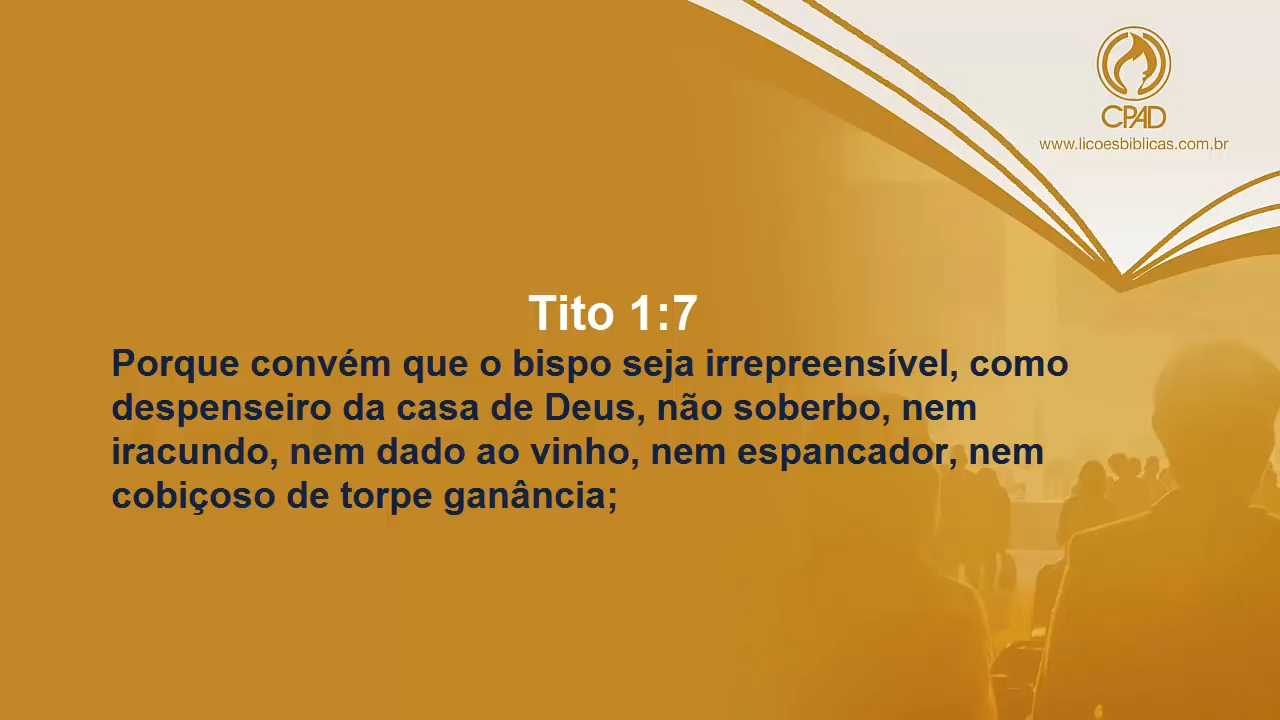 CPAD
www.licoesbiblicas.com.br
Tito 1:7
Porque convém que o bispo seja irrepreensível, como
despenseiro da casa de Deus, não soberbo, nem
iracundo, nem dado ao vinho, nem espancador, nem
cobiçoso de torpe ganância;